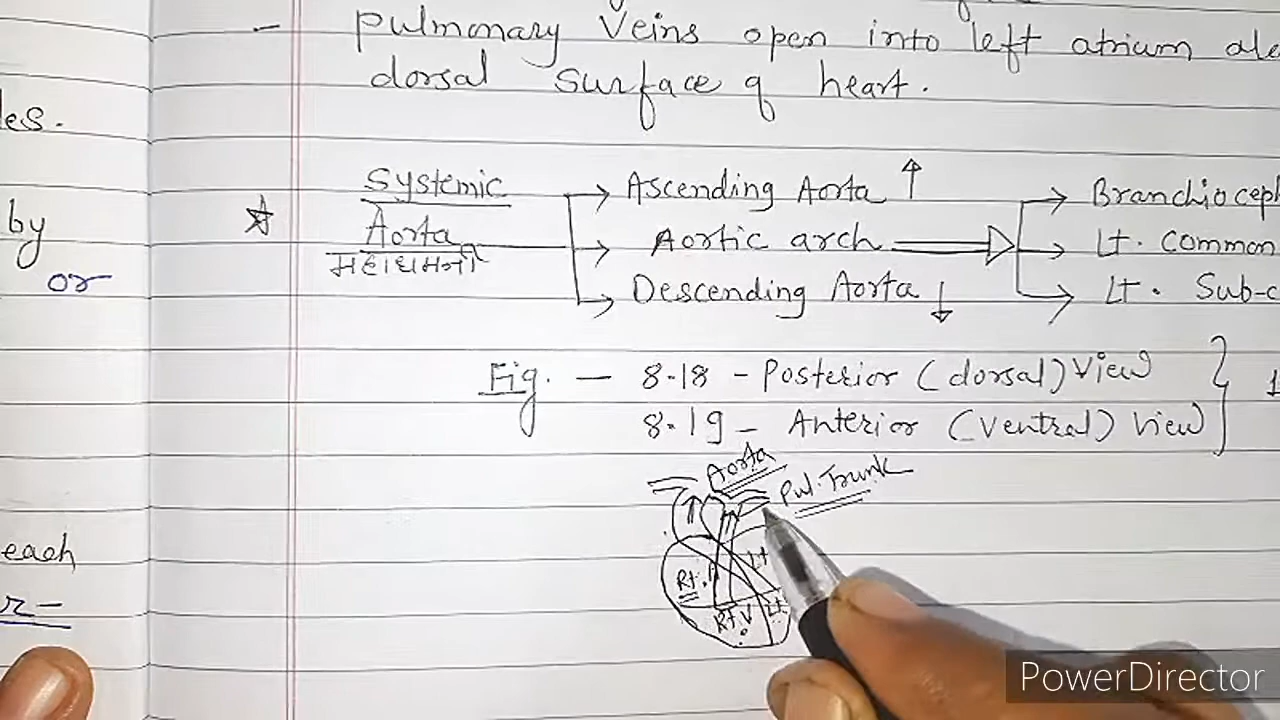 - Pulmonary Veins open into left atrium
dorsal surface of heart.
les.
Systemic → Ascending Aorta ↑ → Branchioceph
by ☆ Aorta → Aortic arch → Lt. Common
महाधमनी
or → Descending Aorta ↓ → Lt. Sub-c
Fig. - 8.18 - Posterior (dorsal) View
8.19 - Anterior (Ventral) View
Aorta
Pul. Trunk
each
Rt. Lt
r-
Rt V Lt
PowerDirector